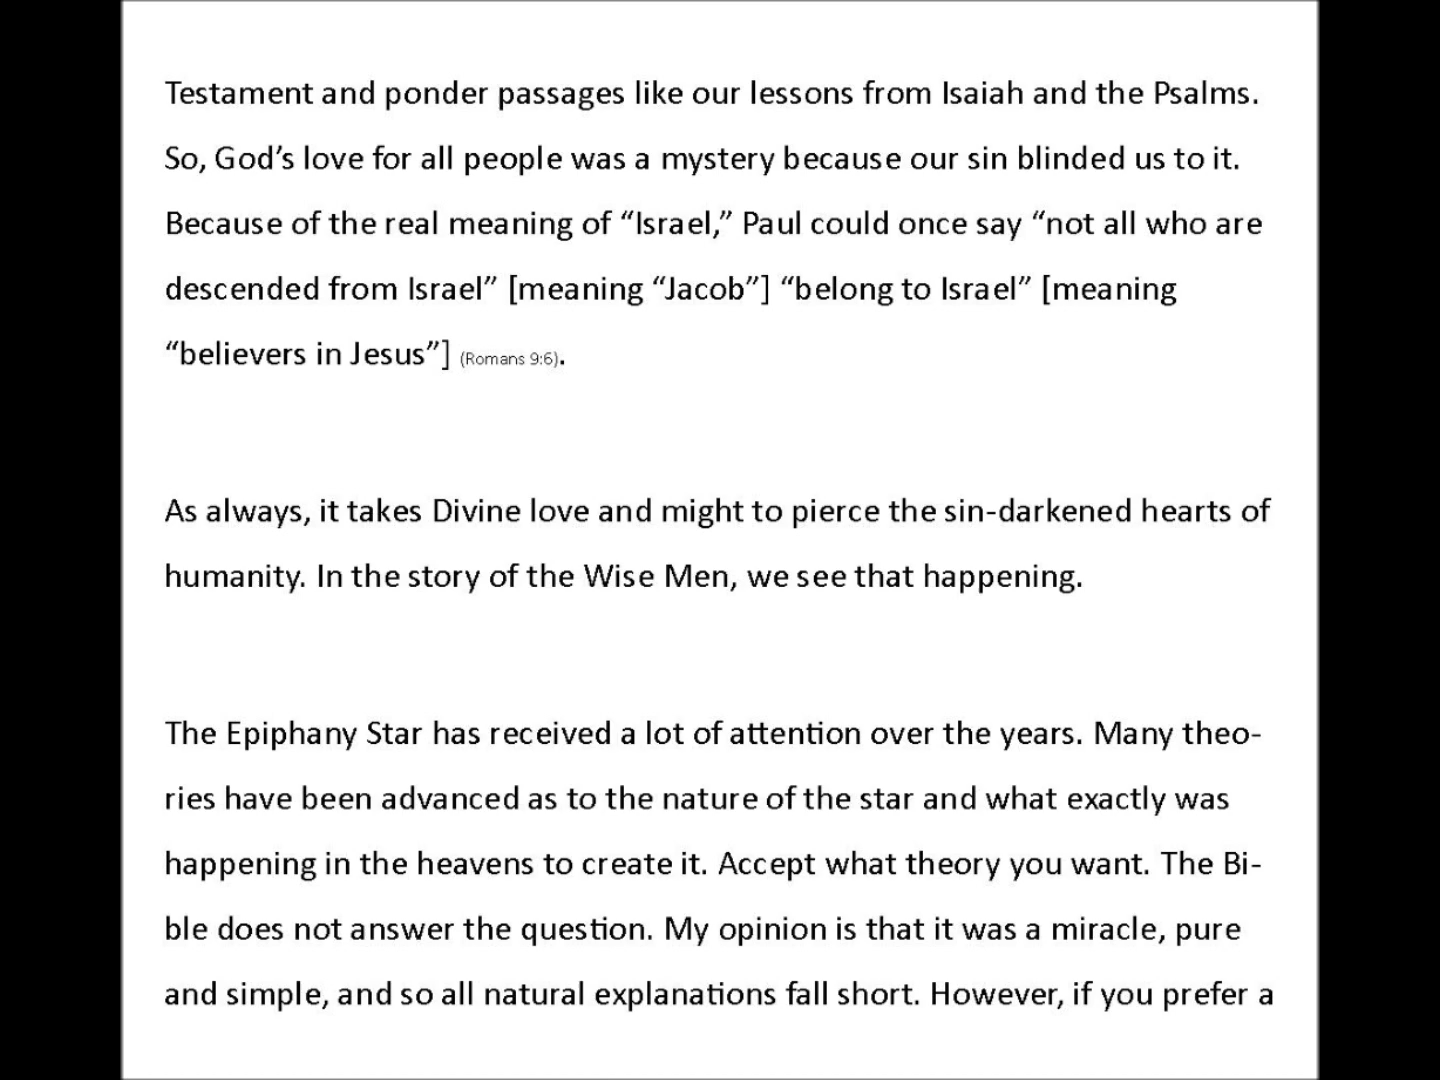 Testament and ponder passages like our lessons from Isaiah and the Psalms.
So, God’s love for all people was a mystery because our sin blinded us to it.
Because of the real meaning of “Israel,” Paul could once say “not all who are
descended from Israel” [meaning “Jacob”] “belong to Israel” [meaning
“believers in Jesus”] (Romans 9:6).
As always, it takes Divine love and might to pierce the sin-darkened hearts of
humanity. In the story of the Wise Men, we see that happening.
The Epiphany Star has received a lot of attention over the years. Many theo-
ries have been advanced as to the nature of the star and what exactly was
happening in the heavens to create it. Accept what theory you want. The Bi-
ble does not answer the question. My opinion is that it was a miracle, pure
and simple, and so all natural explanations fall short. However, if you prefer a